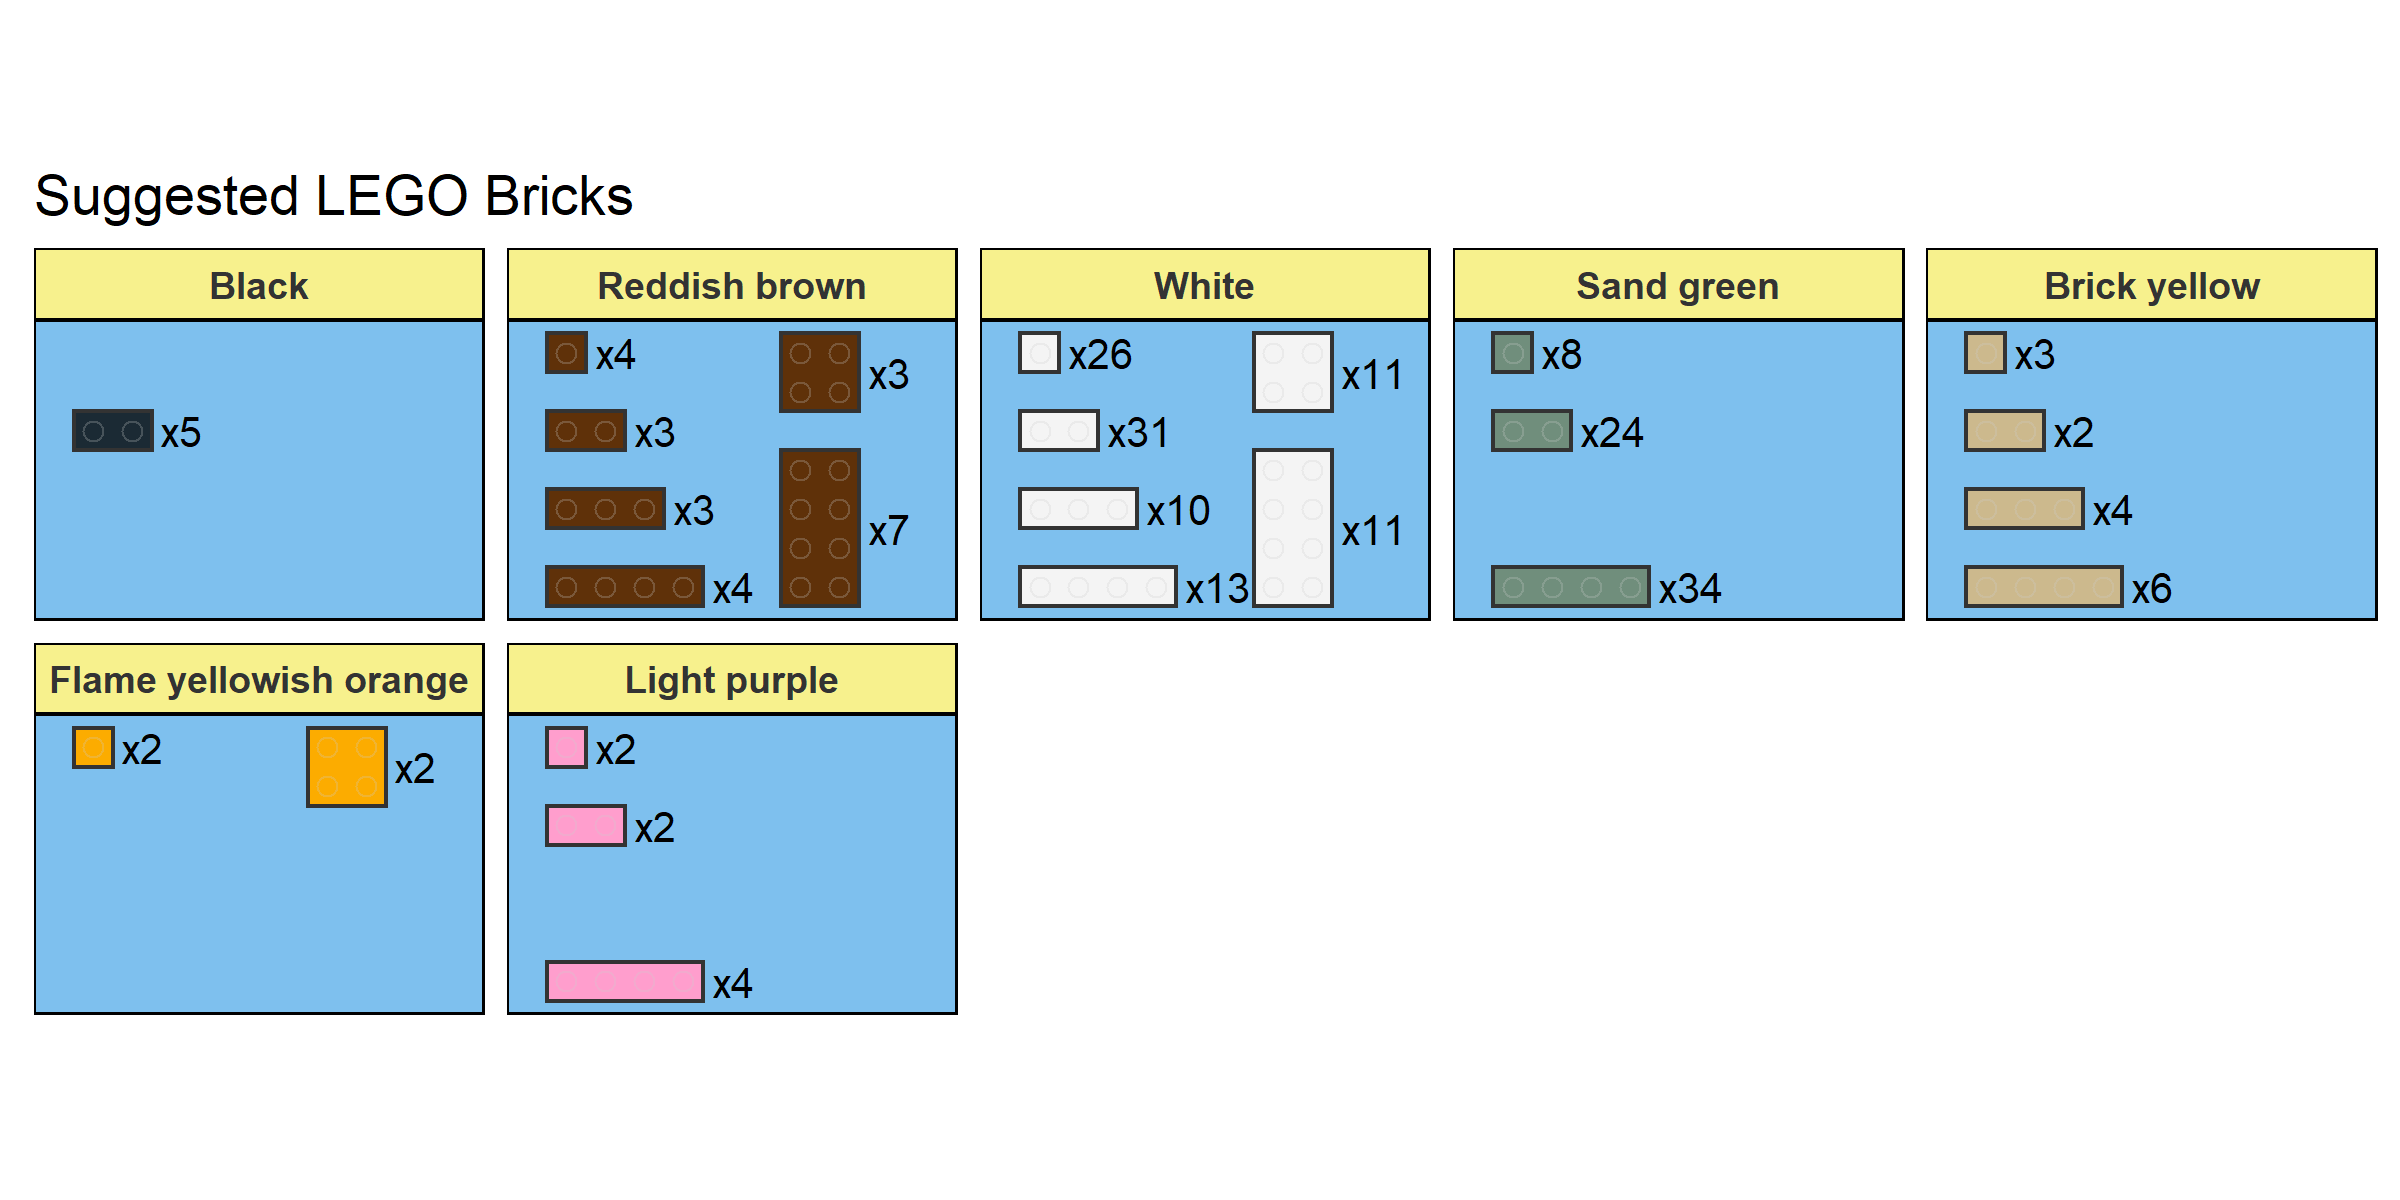 Suggested LEGO Bricks
Black
x5
Reddish brown
x4
x3
x3
x4
x3
x7
White
x26
x31
x10
x13
x11
x11
Sand green
x8
x24
x34
Brick yellow
x3
x2
x4
x6
Flame yellowish orange
x2
x2
Light purple
x2
x2
x4